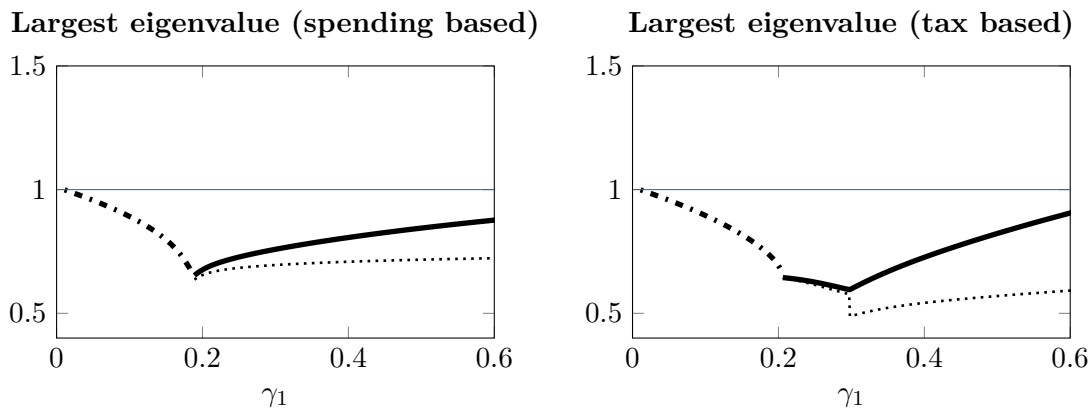 Largest eigenvalue (spending based)
1.5
1
0.5
0 0.2 0.4 0.6
γ1
Largest eigenvalue (tax based)
1.5
1
0.5
0 0.2 0.4 0.6
γ1